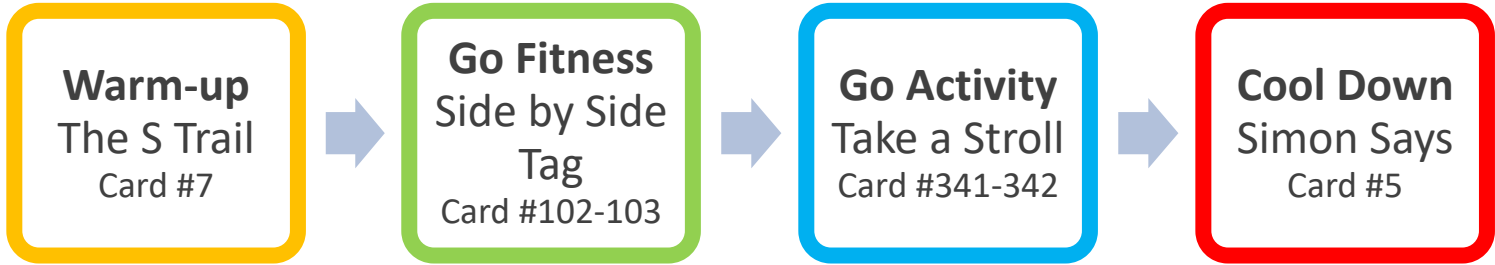 Warm-up
The S Trail
Card #7
Go Fitness
Side by Side
Tag
Card #102-103
Go Activity
Take a Stroll
Card #341-342
Cool Down
Simon Says
Card #5